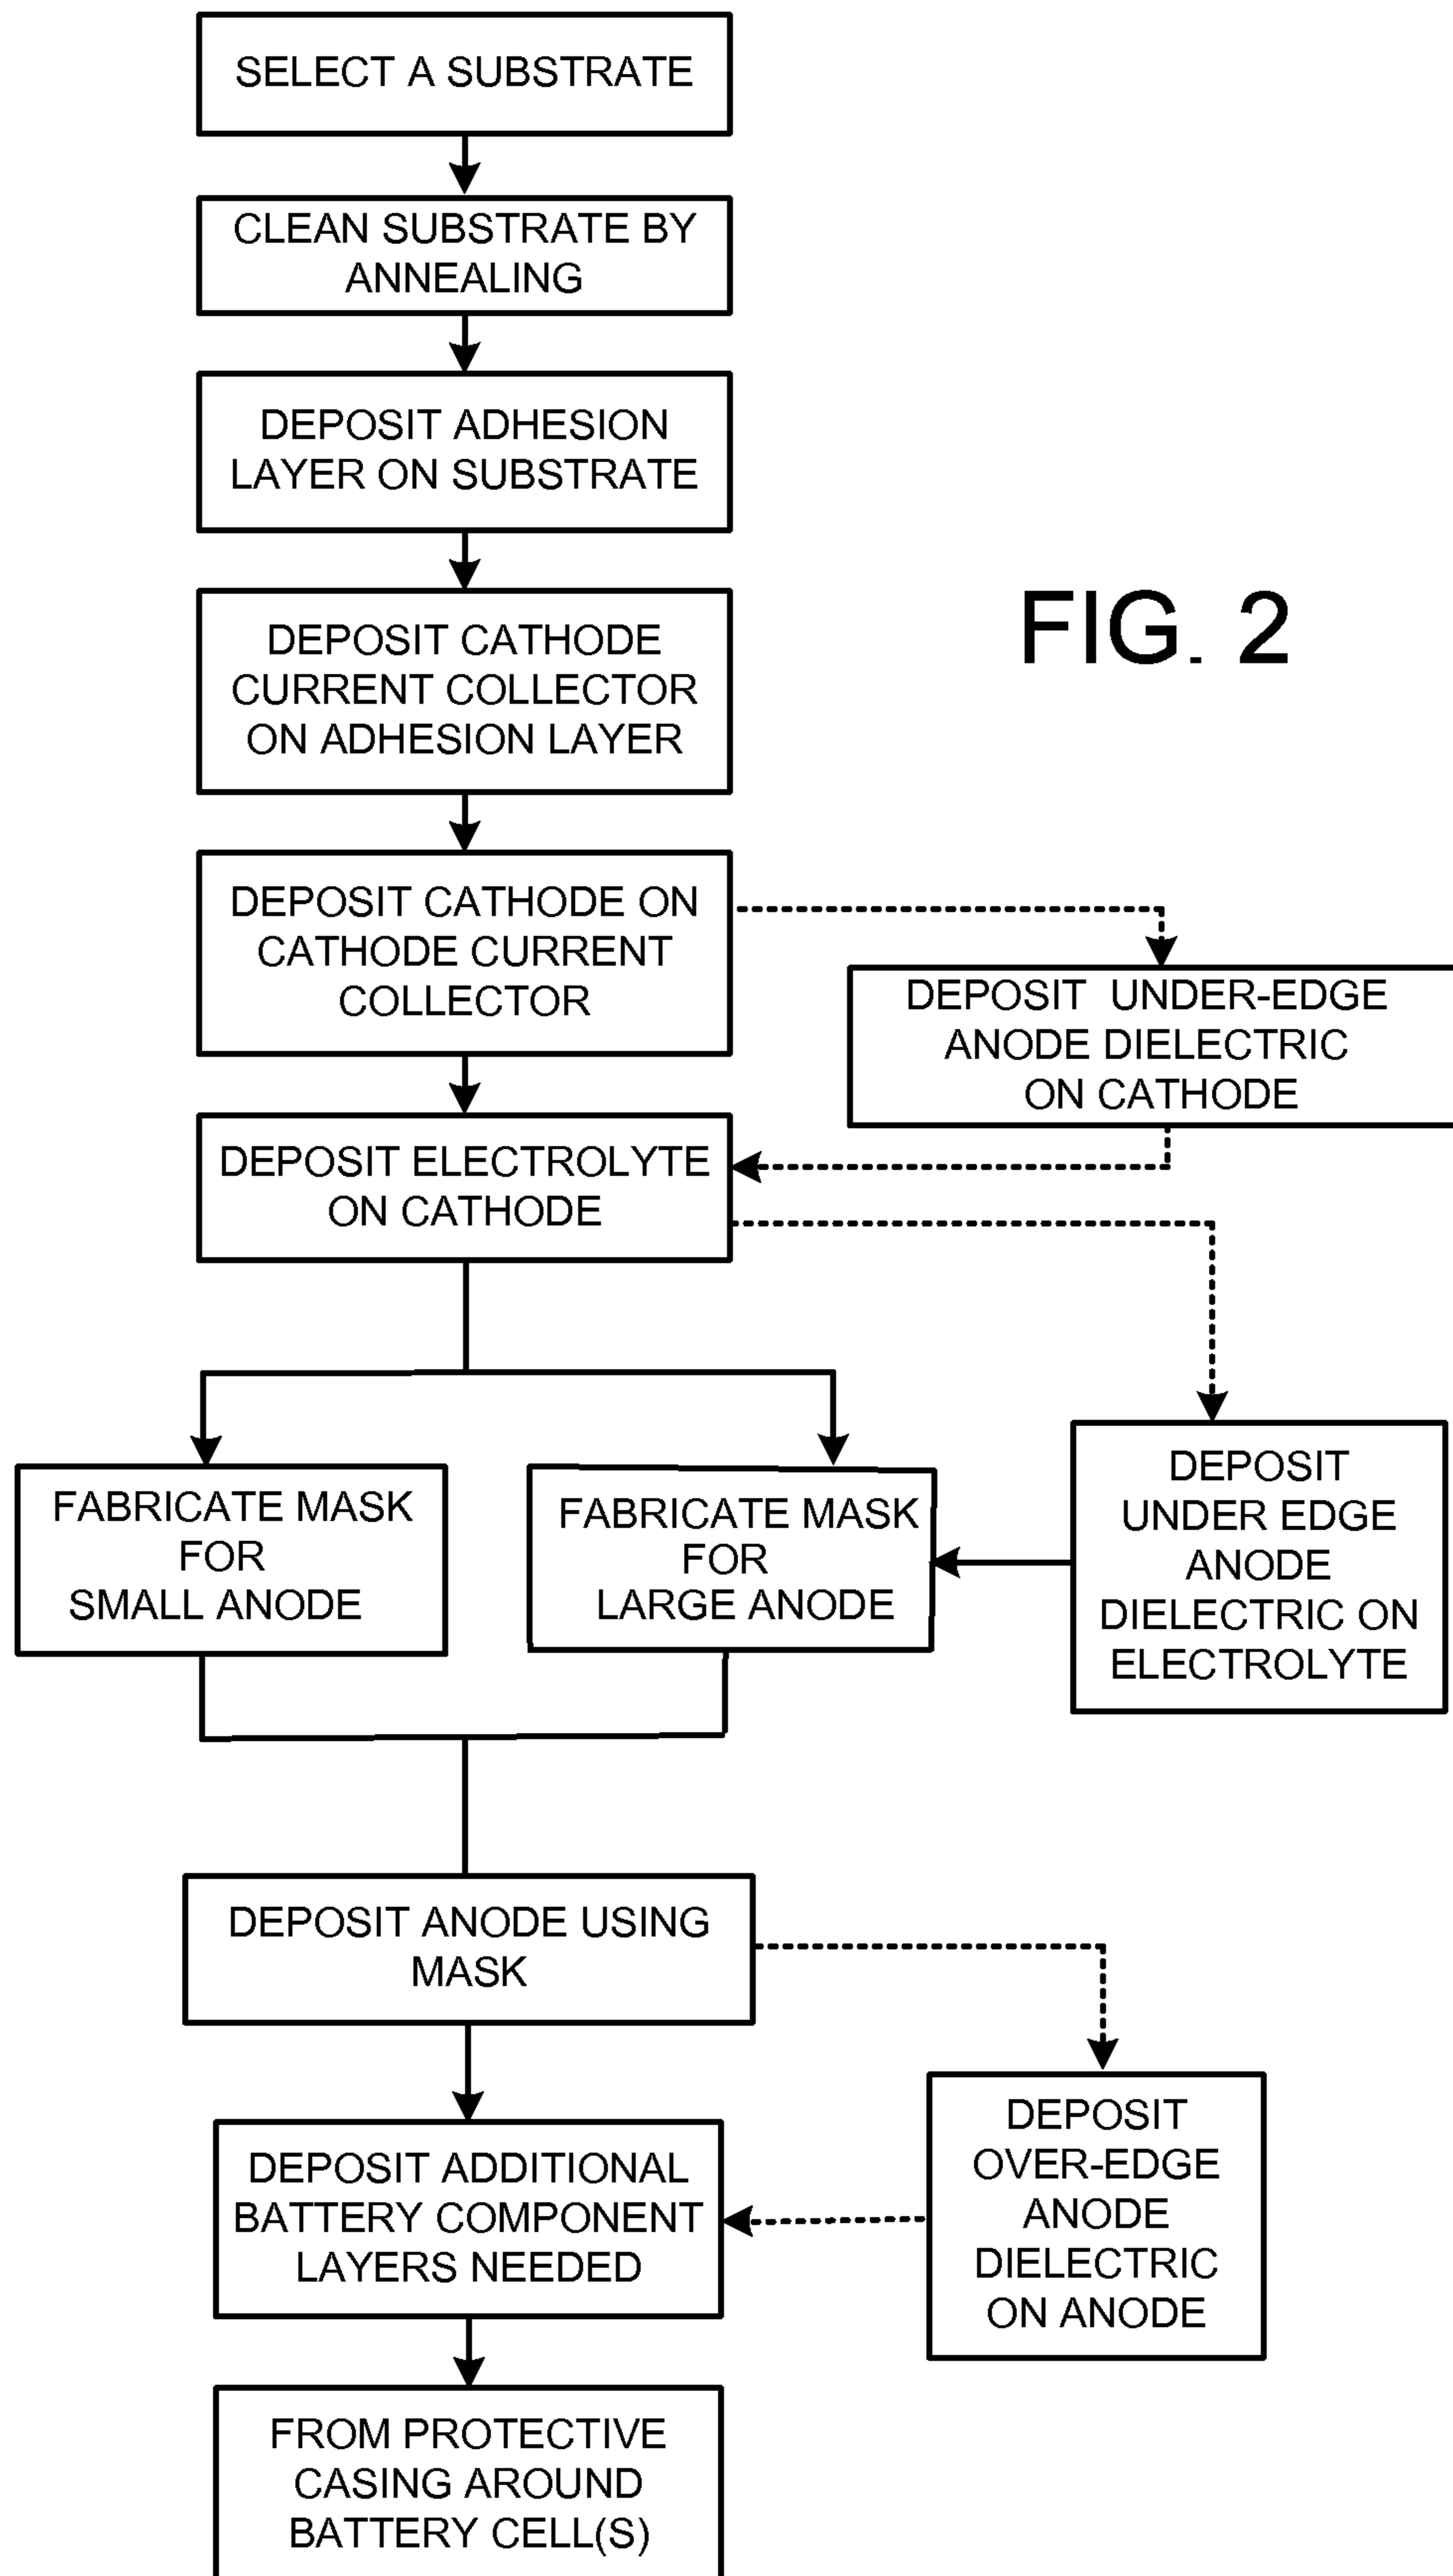 SELECT A SUBSTRATE
CLEAN SUBSTRATE BY
ANNEALING
DEPOSIT ADHESION
LAYER ON SUBSTRATE
FIG. 2
DEPOSIT CATHODE
CURRENT COLLECTOR
ON ADHESION LAYER
DEPOSIT CATHODE ON
CATHODE CURRENT
COLLECTOR
DEPOSIT UNDER-EDGE
ANODE DIELECTRIC
ON CATHODE
DEPOSIT ELECTROLYTE
ON CATHODE
FABRICATE MASK
FOR
SMALL ANODE
FABRICATE MASK
FOR
LARGE ANODE
DEPOSIT
UNDER EDGE
ANODE
DIELECTRIC ON
ELECTROLYTE
DEPOSIT ANODE USING
MASK
DEPOSIT
OVER-EDGE
ANODE
DIELECTRIC
ON ANODE
DEPOSIT ADDITIONAL
BATTERY COMPONENT
LAYERS NEEDED
FROM PROTECTIVE
CASING AROUND
BATTERY CELL(S)